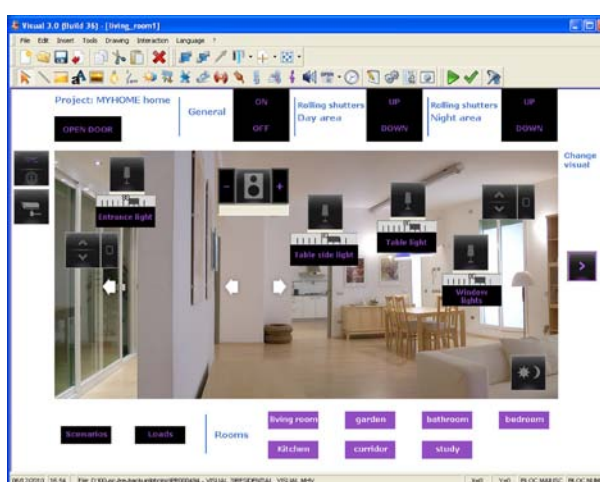 Visual 3.0 (Build 36) - [living_room1]
File Edit Insert Tools Drawing Interaction Language ?
Project: MYHOME home
OPEN DOOR
General
ON
OFF
Rolling shutters
Day area
UP
DOWN
Rolling shutters
Night area
UP
DOWN
Change
visual
Entrance light
- +
Table side light
Table light
Window
lights
>
Scenarios
Loads
Rooms
living room
garden
bathroom
bedroom
Kitchen
corridor
study